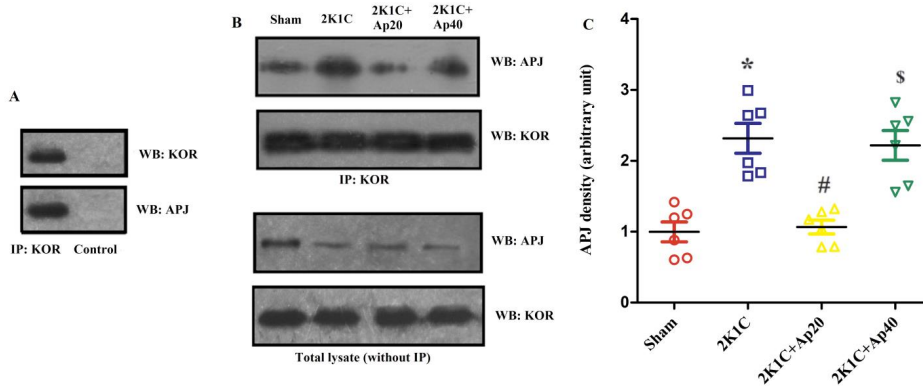 A
WB: KOR
WB: APJ
IP: KOR Control
B
Sham 2K1C 2K1C+ Ap20 2K1C+ Ap40
WB: APJ
WB: KOR
IP: KOR
WB: APJ
WB: KOR
Total lysate (without IP)
C
APJ density (arbitrary unit)
4
3
2
1
0
*
#
$
Sham
2K1C
2K1C+Ap20
2K1C+Ap40